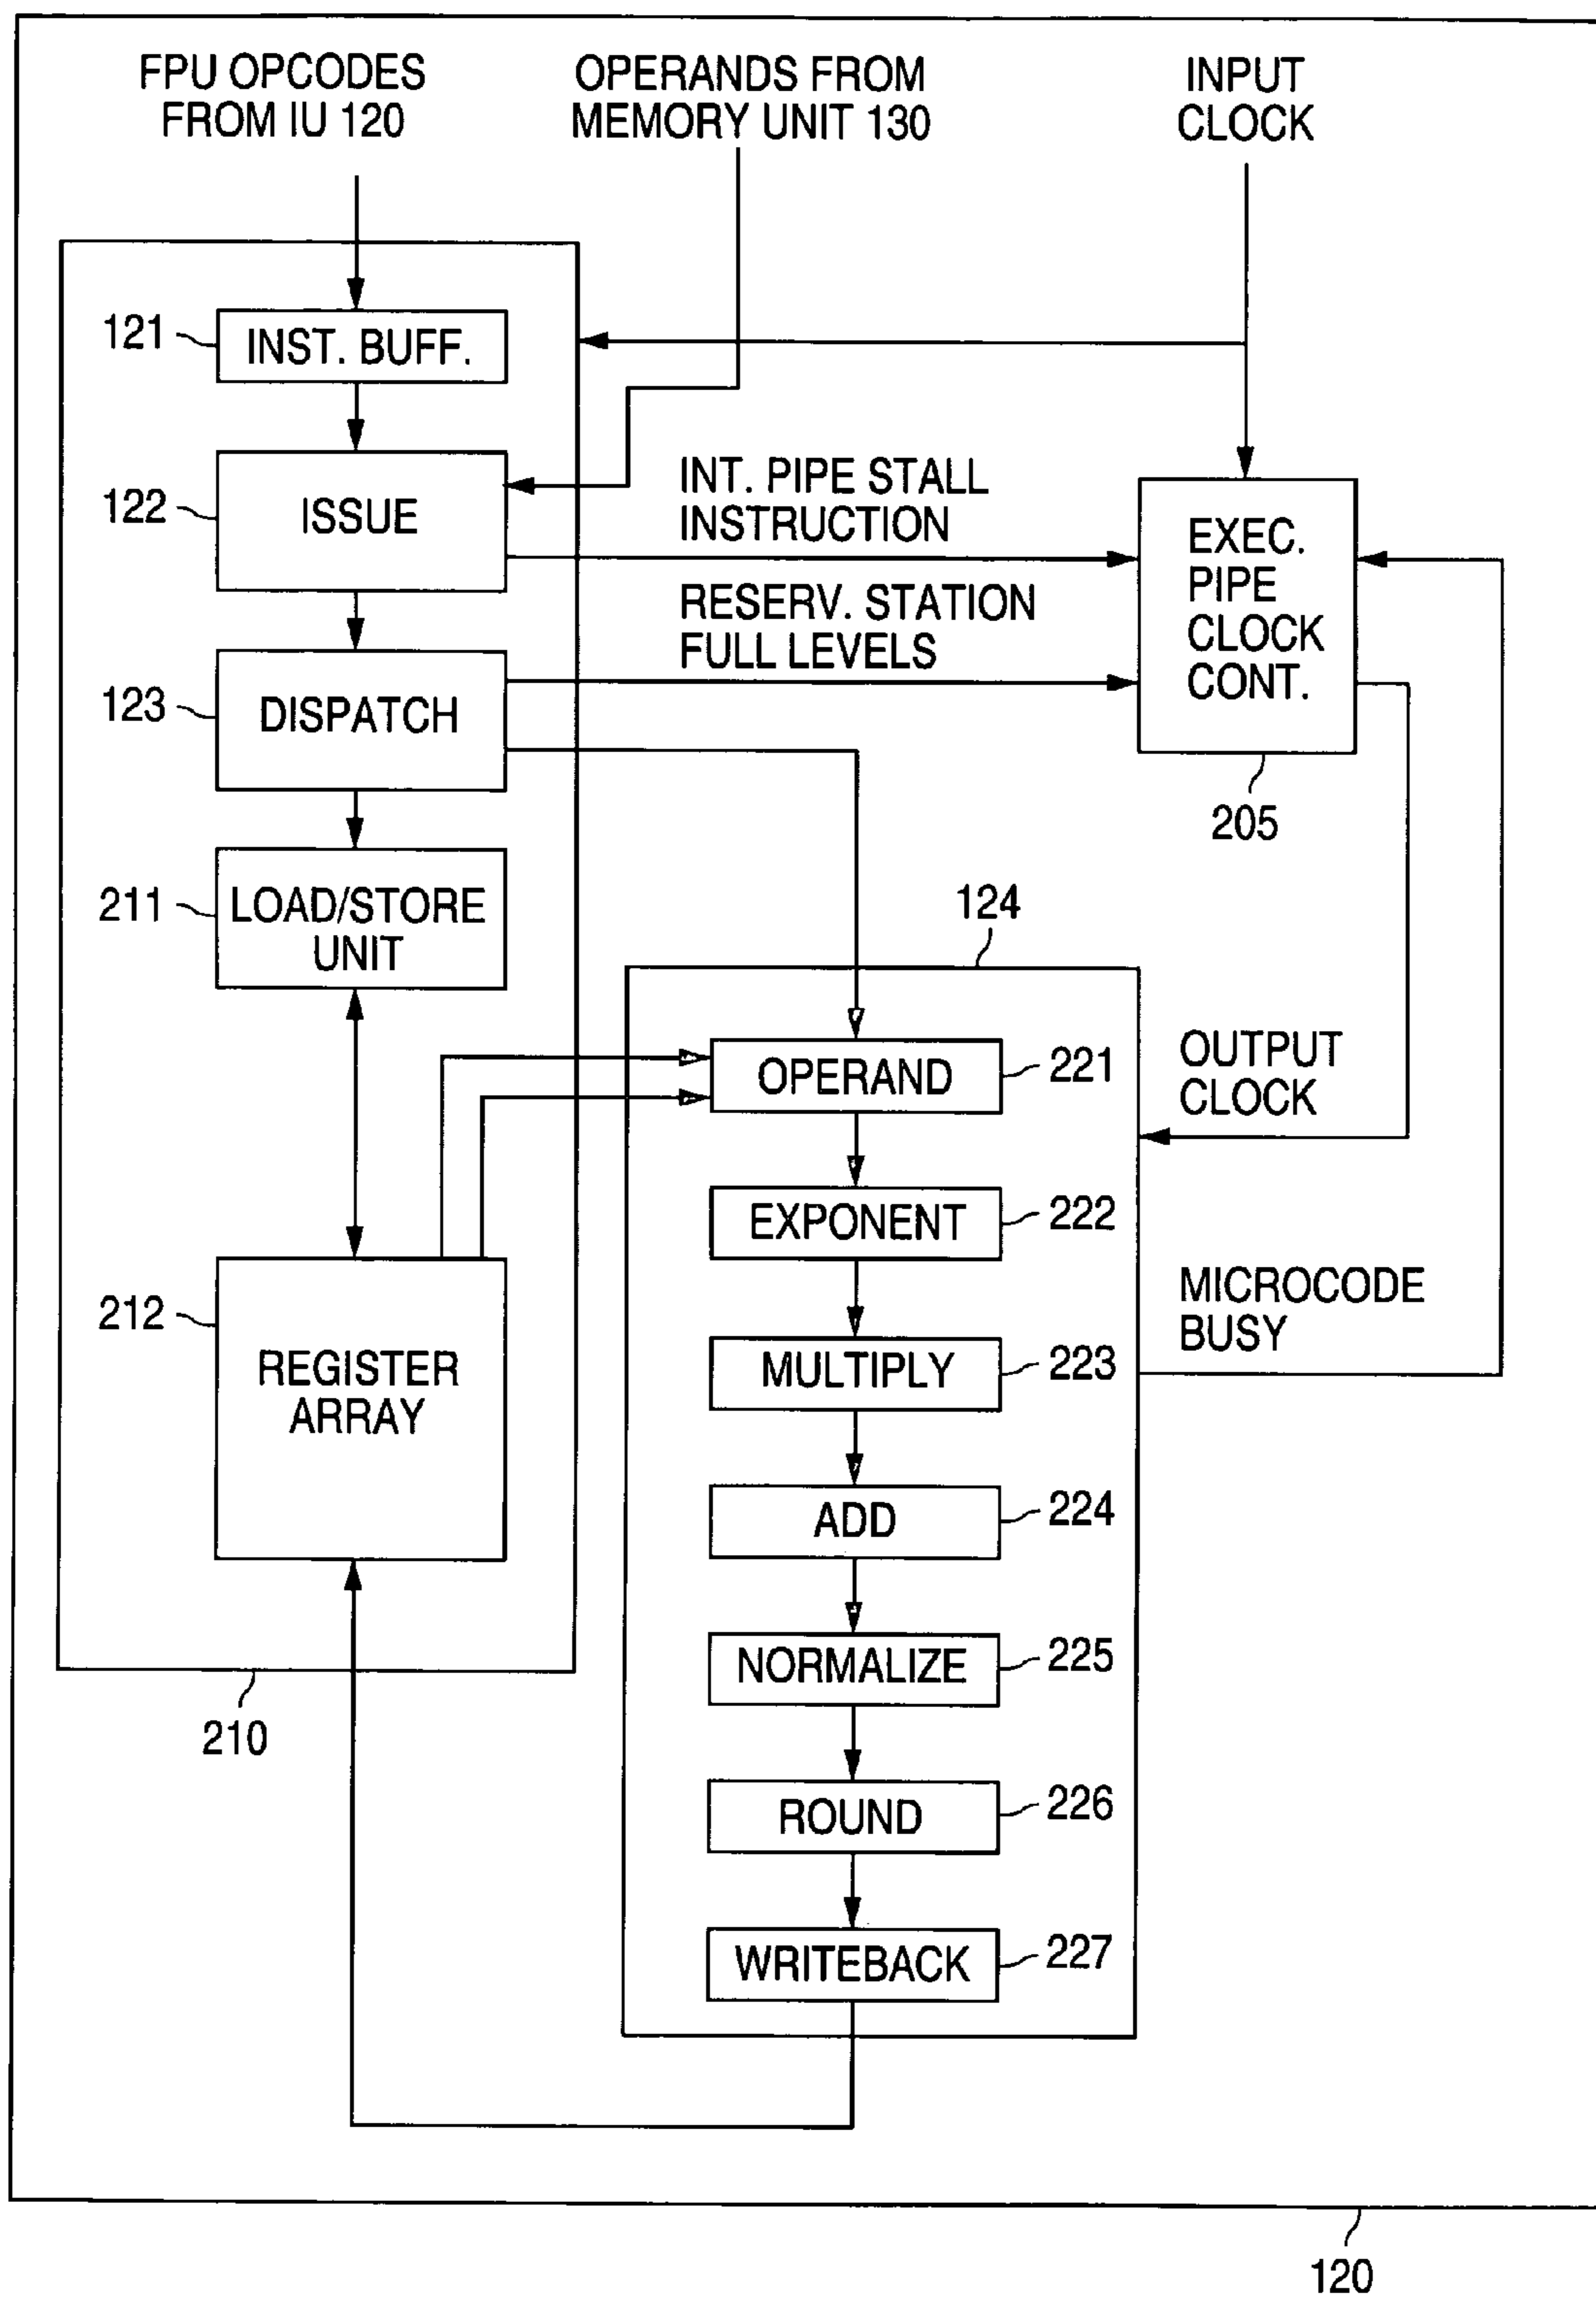 FPU OPCODES
FROM IU 120
OPERANDS FROM
MEMORY UNIT 130
INPUT
CLOCK
121
INST. BUFF.
122
ISSUE
INT. PIPE STALL
INSTRUCTION
EXEC.
PIPE
CLOCK
CONT.
205
RESERV. STATION
FULL LEVELS
123
DISPATCH
211
LOAD/STORE
UNIT
124
OPERAND
221
OUTPUT
CLOCK
EXPONENT
222
MICROCODE
BUSY
212
REGISTER
ARRAY
MULTIPLY
223
ADD
224
NORMALIZE
225
210
ROUND
226
WRITEBACK
227
120